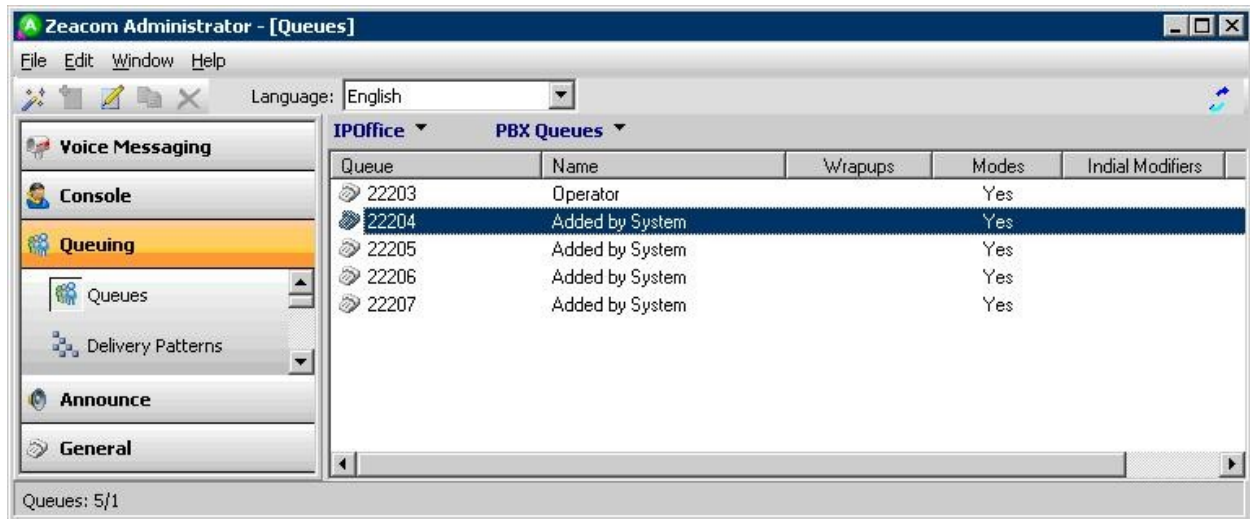 Zeacom Administrator - [Queues]
File Edit Window Help
Language: English
Voice Messaging
Console
Queuing
Queues
Delivery Patterns
Announce
General
IPOffice PBX Queues
Queue Name Wrapups Modes Indial Modifiers
22203 Operator Yes
22204 Added by System Yes
22205 Added by System Yes
22206 Added by System Yes
22207 Added by System Yes
Queues: 5/1